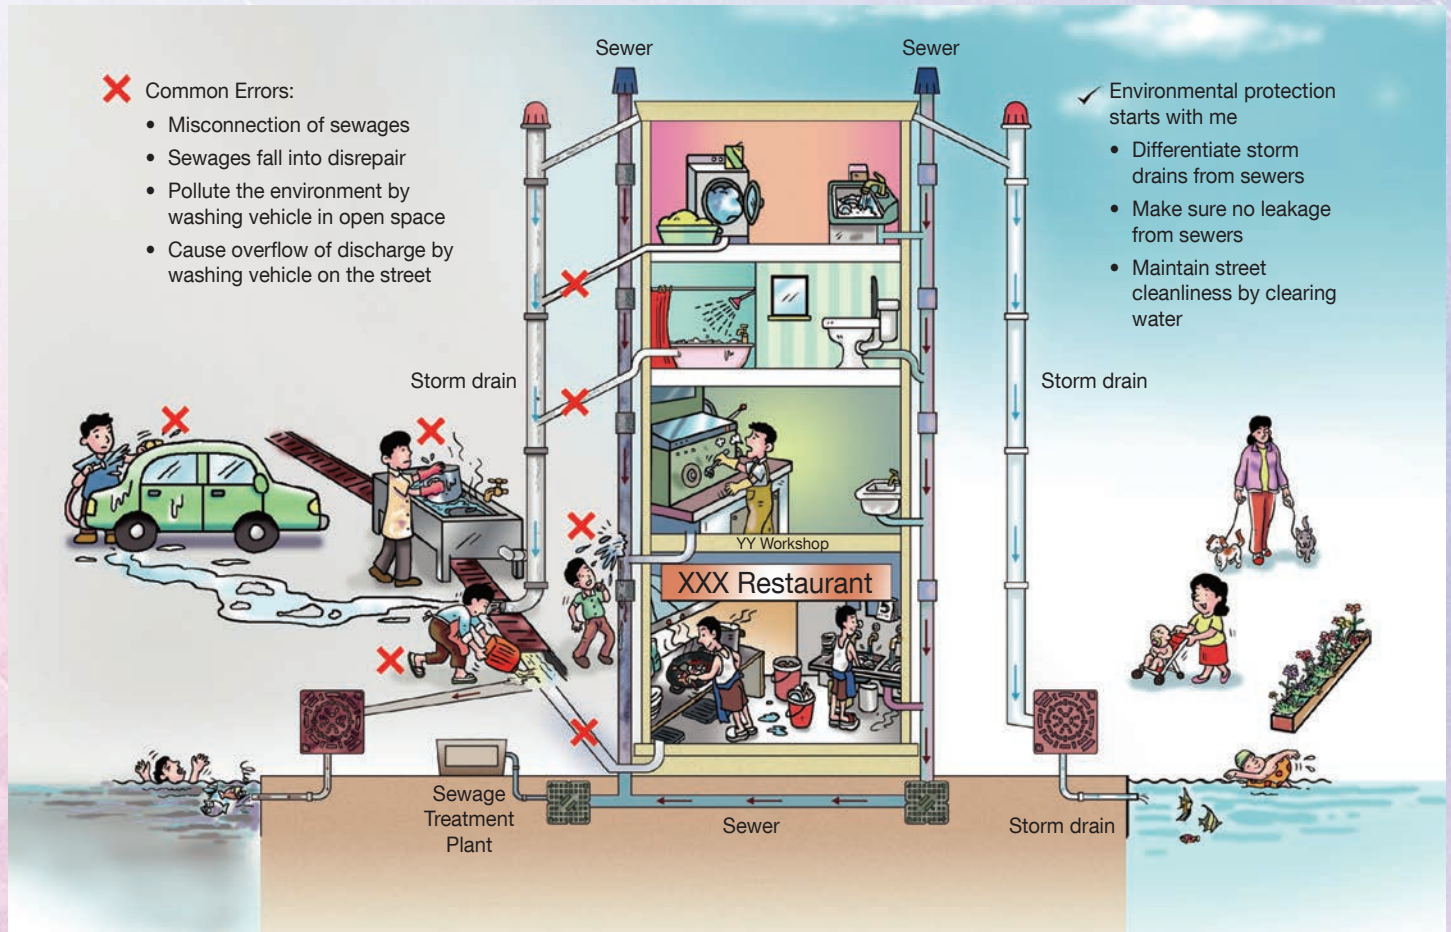 Sewer
Sewer
Common Errors:
• Misconnection of sewages
• Sewages fall into disrepair
• Pollute the environment by
washing vehicle in open space
• Cause overflow of discharge by
washing vehicle on the street
Environmental protection
starts with me
• Differentiate storm
drains from sewers
• Make sure no leakage
from sewers
• Maintain street
cleanliness by clearing
water
Storm drain
Storm drain
YY Workshop
XXX Restaurant
5
Sewage
Treatment
Plant
Sewer
Storm drain